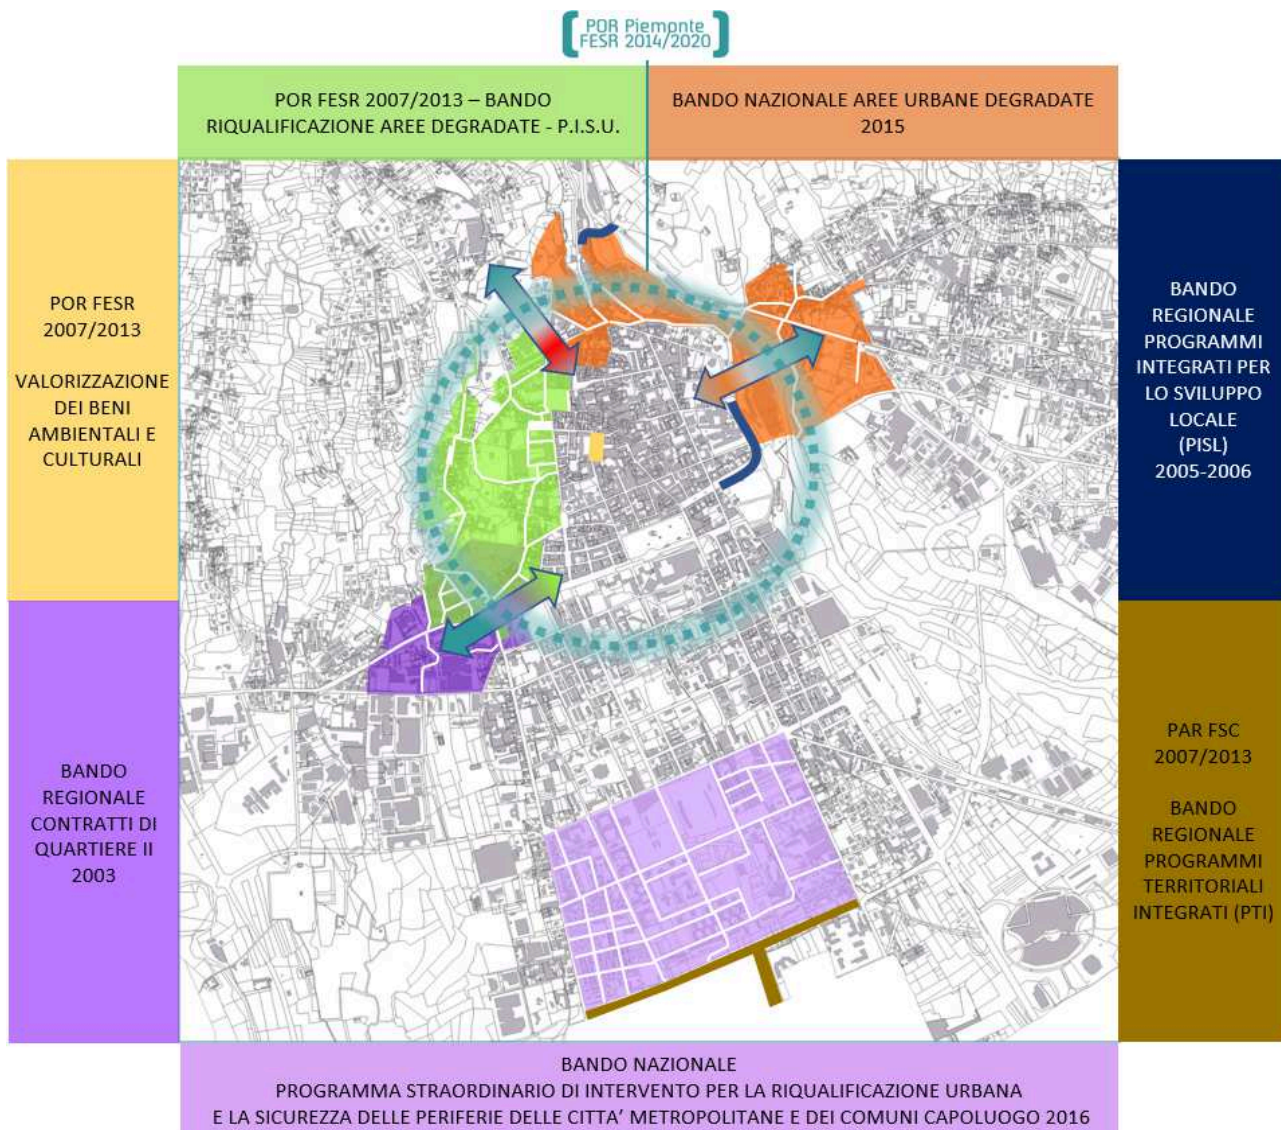 POR Piemonte
FESR 2014/2020
POR FESR 2007/2013 – BANDO
RIQUALIFICAZIONE AREE DEGRADATE - P.I.S.U.
BANDO NAZIONALE AREE URBANE DEGRADATE
2015
POR FESR
2007/2013
VALORIZZAZIONE
DEI BENI
AMBIENTALI E
CULTURALI
BANDO
REGIONALE
PROGRAMMI
INTEGRATI PER
LO SVILUPPO
LOCALE
(PISL)
2005-2006
BANDO
REGIONALE
CONTRATTI DI
QUARTIERE II
2003
PAR FSC
2007/2013
BANDO
REGIONALE
PROGRAMMI
TERRITORIALI
INTEGRATI (PTI)
BANDO NAZIONALE
PROGRAMMA STRAORDINARIO DI INTERVENTO PER LA RIQUALIFICAZIONE URBANA
E LA SICUREZZA DELLE PERIFERIE DELLE CITTA’ METROPOLITANE E DEI COMUNI CAPOLUOGO 2016